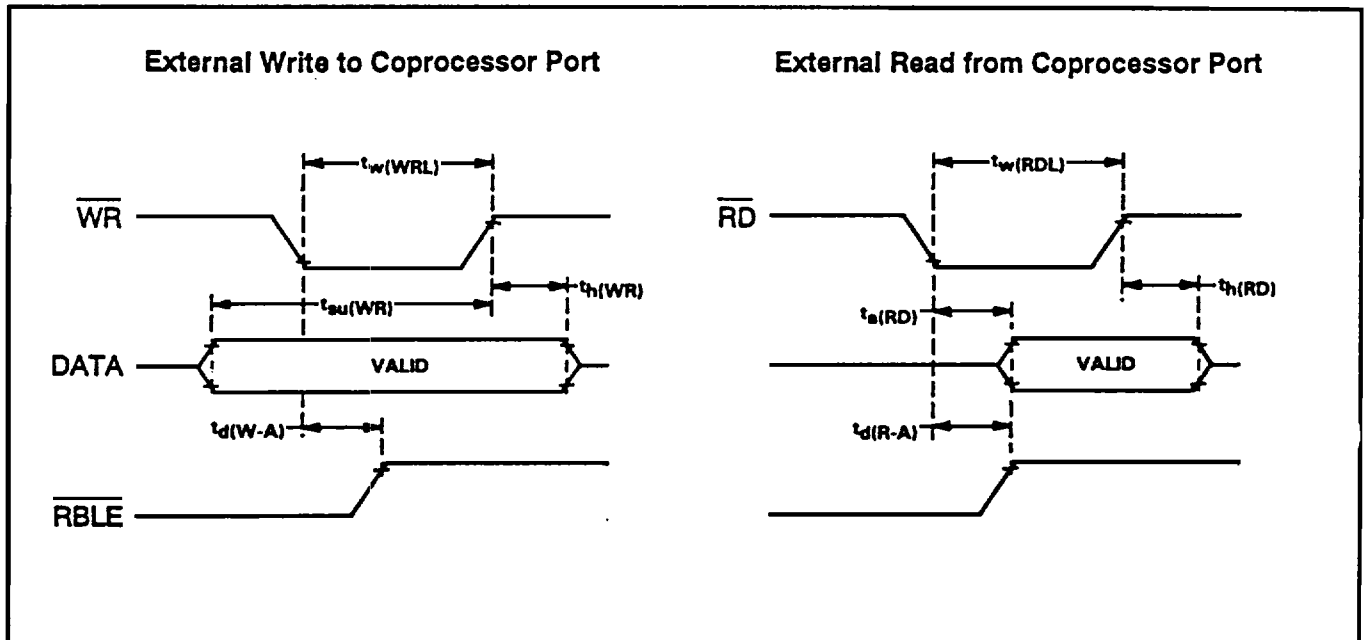 External Write to Coprocessor Port
tw(WRL)
WR
th(WR)
tsu(WR)
DATA
VALID
td(W-A)
RBLE
External Read from Coprocessor Port
tw(RDL)
RD
th(RD)
ta(RD)
VALID
td(R-A)